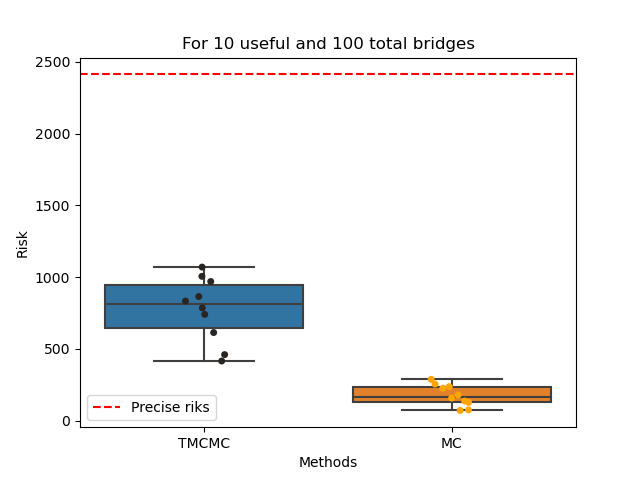 For 10 useful and 100 total bridges
2500
2000
1500
1000
500
0
Risk
Precise riks
TMCMC MC
Methods